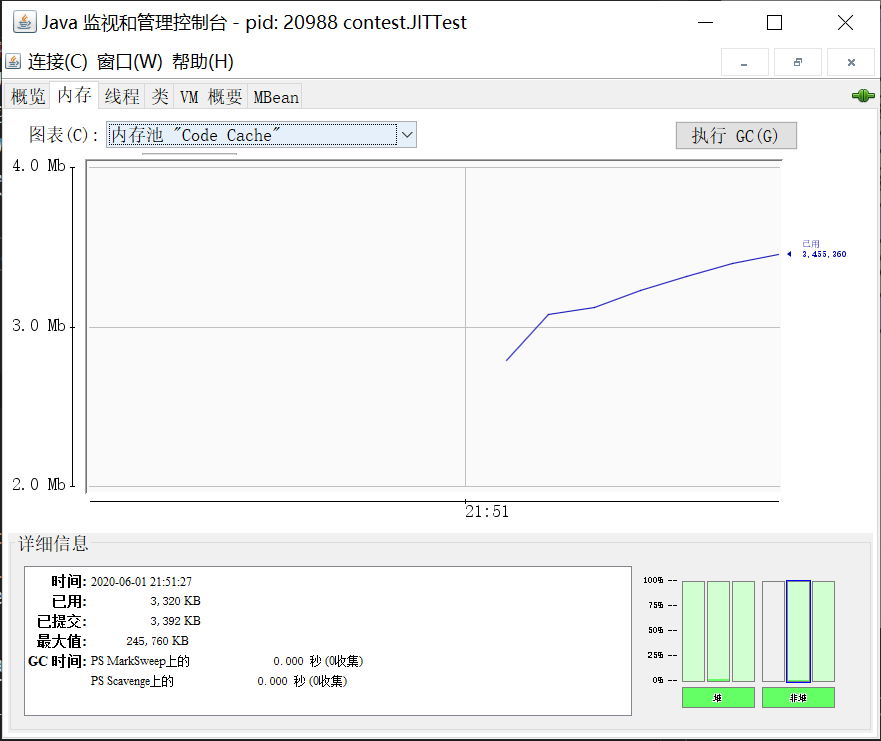 Java 监视和管理控制台 - pid: 20988 contest.JITTest
连接(C) 窗口(W) 帮助(H)
概览 内存 线程 类 VM 概要 MBean
图表(C): 内存池 "Code Cache" 执行 GC(G)
4.0 Mb
已用
3,455,360
3.0 Mb
2.0 Mb
21:51
详细信息
时间: 2020-06-01 21:51:27
已用: 3,320 KB
已提交: 3,392 KB
最大值: 245,760 KB
GC 时间: PS MarkSweep上的 0.000 秒 (0收集)
PS Scavenge上的 0.000 秒 (0收集)
100% --
75% --
50% --
25% --
0% --
堆 非堆